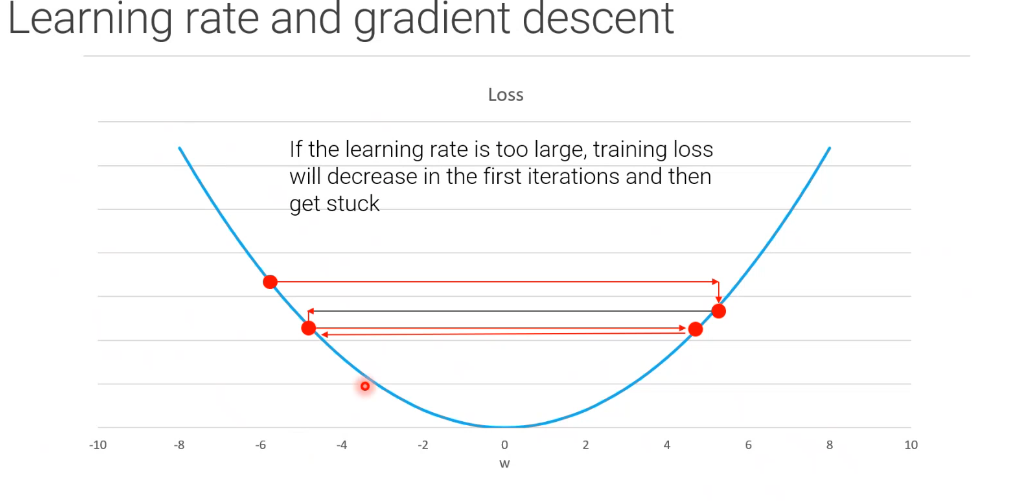 Learning rate and gradient descent
Loss
If the learning rate is too large, training loss
will decrease in the first iterations and then
get stuck
-10 -8 -6 -4 -2 0 2 4 6 8 10
w